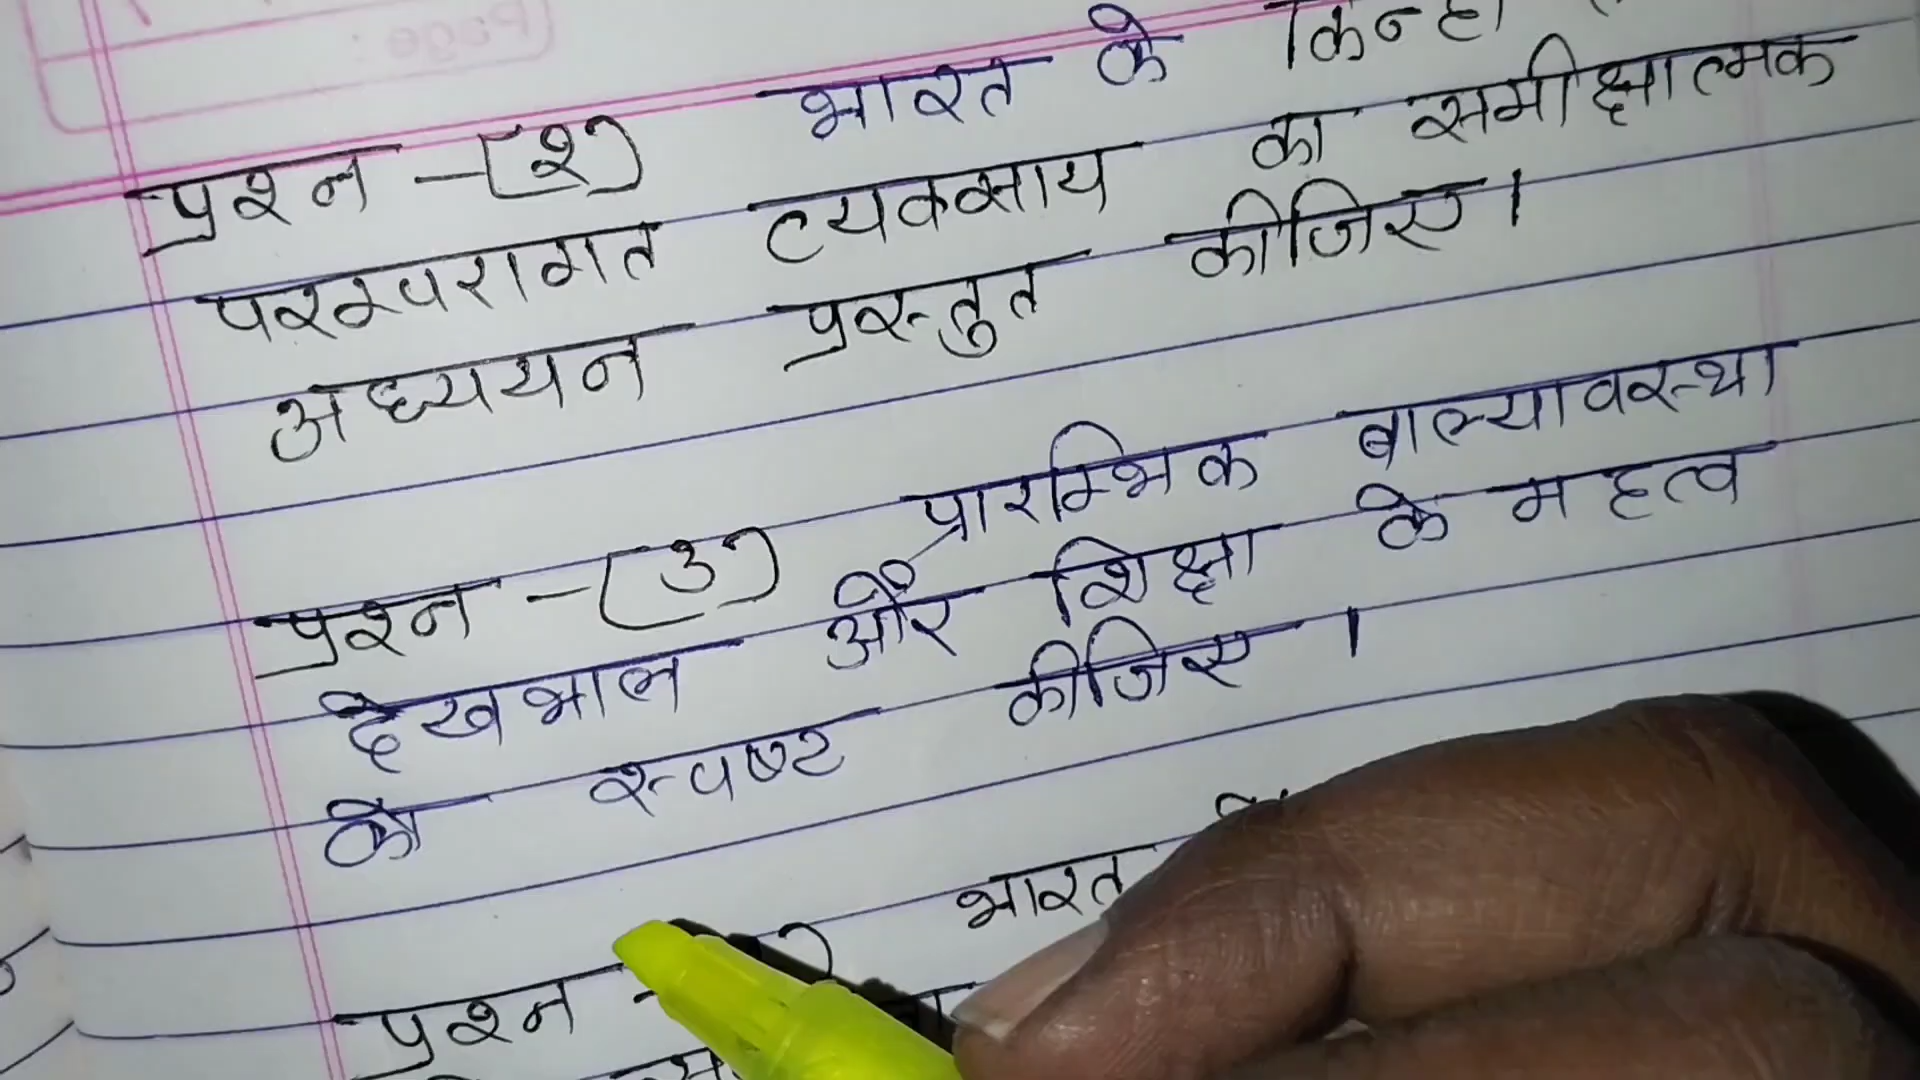 प्रश्न -(२) भारत के किन्ही
परम्परागत व्यवसाय का समीक्षात्मक
अध्ययन प्रस्तुत कीजिए।
प्रश्न -(3) प्रारम्भिक बाल्यावस्था
देखभाल और शिक्षा के महत्व
को स्पष्ट कीजिए।
प्रश्न - भारत